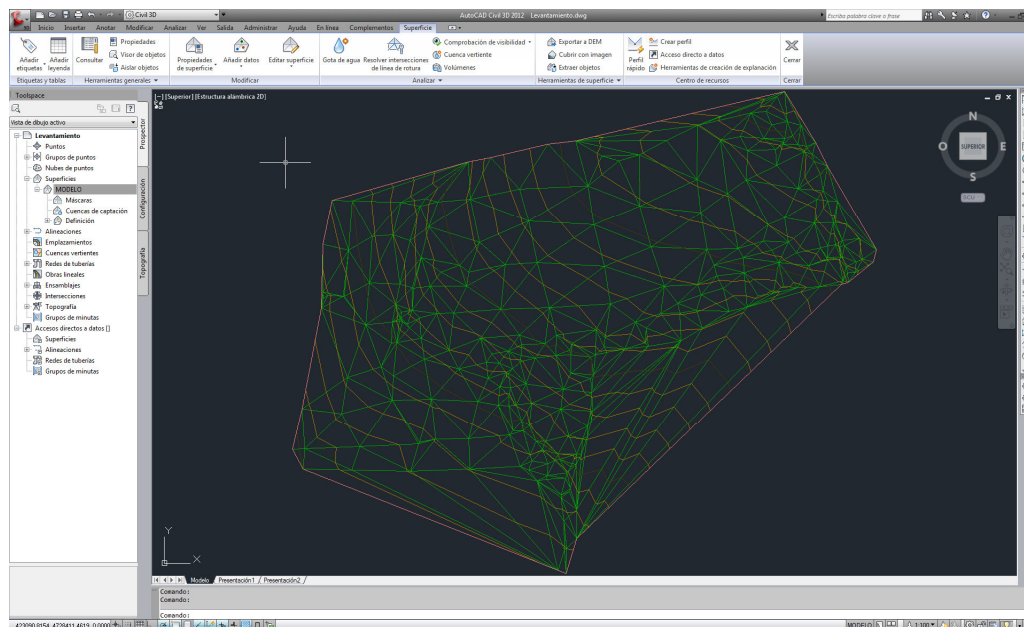 Civil 3D
AutoCAD Civil 3D 2012 Levantamiento.dwg
Escriba palabra clave o frase
Inicio Insertar Anotar Modificar Analizar Ver Salida Administrar Ayuda En línea Complementos Superficie
Añadir etiquetas
Añadir leyenda
Consultar
Propiedades
Visor de objetos
Aislar objetos
Propiedades de superficie
Añadir datos
Editar superficie
Gota de agua
Resolver intersecciones de línea de rotura
Comprobación de visibilidad
Cuenca vertiente
Volúmenes
Exportar a DEM
Cubrir con imagen
Extraer objetos
Perfil rápido
Crear perfil
Acceso directo a datos
Herramientas de creación de explanación
Cerrar
Etiquetas y tablas
Herramientas generales
Modificar
Analizar
Herramientas de superficie
Centro de recursos
Cerrar
Toolspace
Vista de dibujo activo
Levantamiento
Puntos
Grupos de puntos
Nubes de puntos
Superficies
MODELO
Máscaras
Cuencas de captación
Definición
Alineaciones
Emplazamientos
Cuencas vertientes
Redes de tuberías
Obras lineales
Ensamblajes
Intersecciones
Topografía
Grupos de minutas
Accesos directos a datos []
Superficies
Alineaciones
Redes de tuberías
Grupos de minutas
Prospector
Configuración
Topografía
[-] [Superior] [Estructura alámbrica 2D]
N
O
SUPERIOR
E
S
SCU
Y
X
Modelo
Presentación1
Presentación2
Comando:
Comando:
Comando:
MODELO
1:100